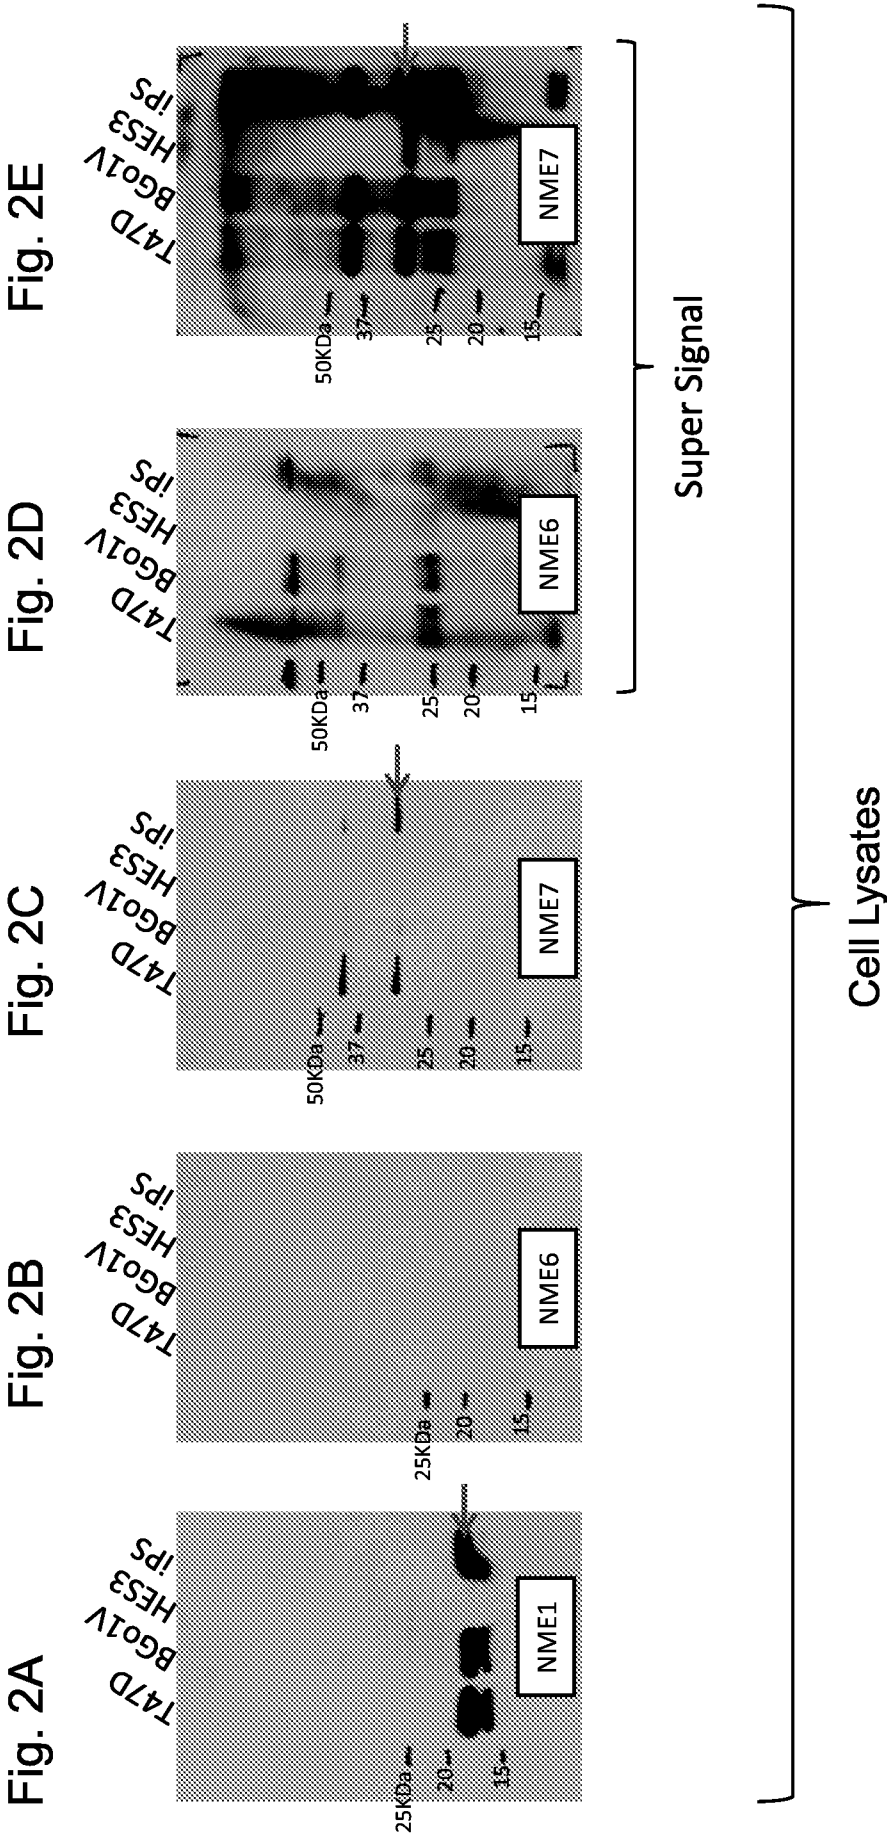 Fig. 2A
T47D
BGo1V
HES3
iPS
25KDa
20
15
NME1
Fig. 2B
T47D
BGo1V
HES3
iPS
25KDa
20
15
NME6
Fig. 2C
T47D
BGo1V
HES3
iPS
50KDa
37
25
20
15
NME7
Fig. 2D
T47D
BGo1V
HES3
iPS
50KDa
37
25
20
15
NME6
Fig. 2E
T47D
BGo1V
HES3
iPS
50KDa
37
25
20
15
NME7
Super Signal
Cell Lysates